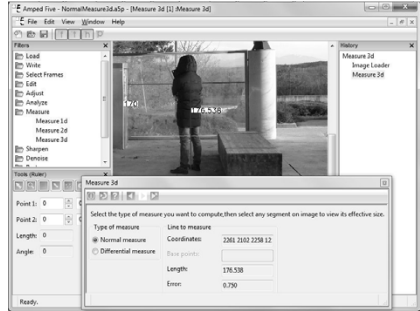 Amped Five - NormalMeasure3d.a5p - [Measure 3d [1] :Measure 3d]
File Edit View Window Help
Filters
Load
Write
Select Frames
Edit
Adjust
Analyze
Measure
Measure 1d
Measure 2d
Measure 3d
Sharpen
Denoise
Tools (Ruler)
Point 1: 0
Point 2: 0
Length: 0
Angle: 0
Ready.
170
176.538
History
Measure 3d
Image Loader
Measure 3d
Measure 3d
Select the type of measure you want to compute,then select any segment on image to view its effective size.
Type of measure
Normal measure
Differential measure
Line to measure
Coordinates: 2261 2102 2258 12
Base points:
Length: 176.538
Error: 0.750